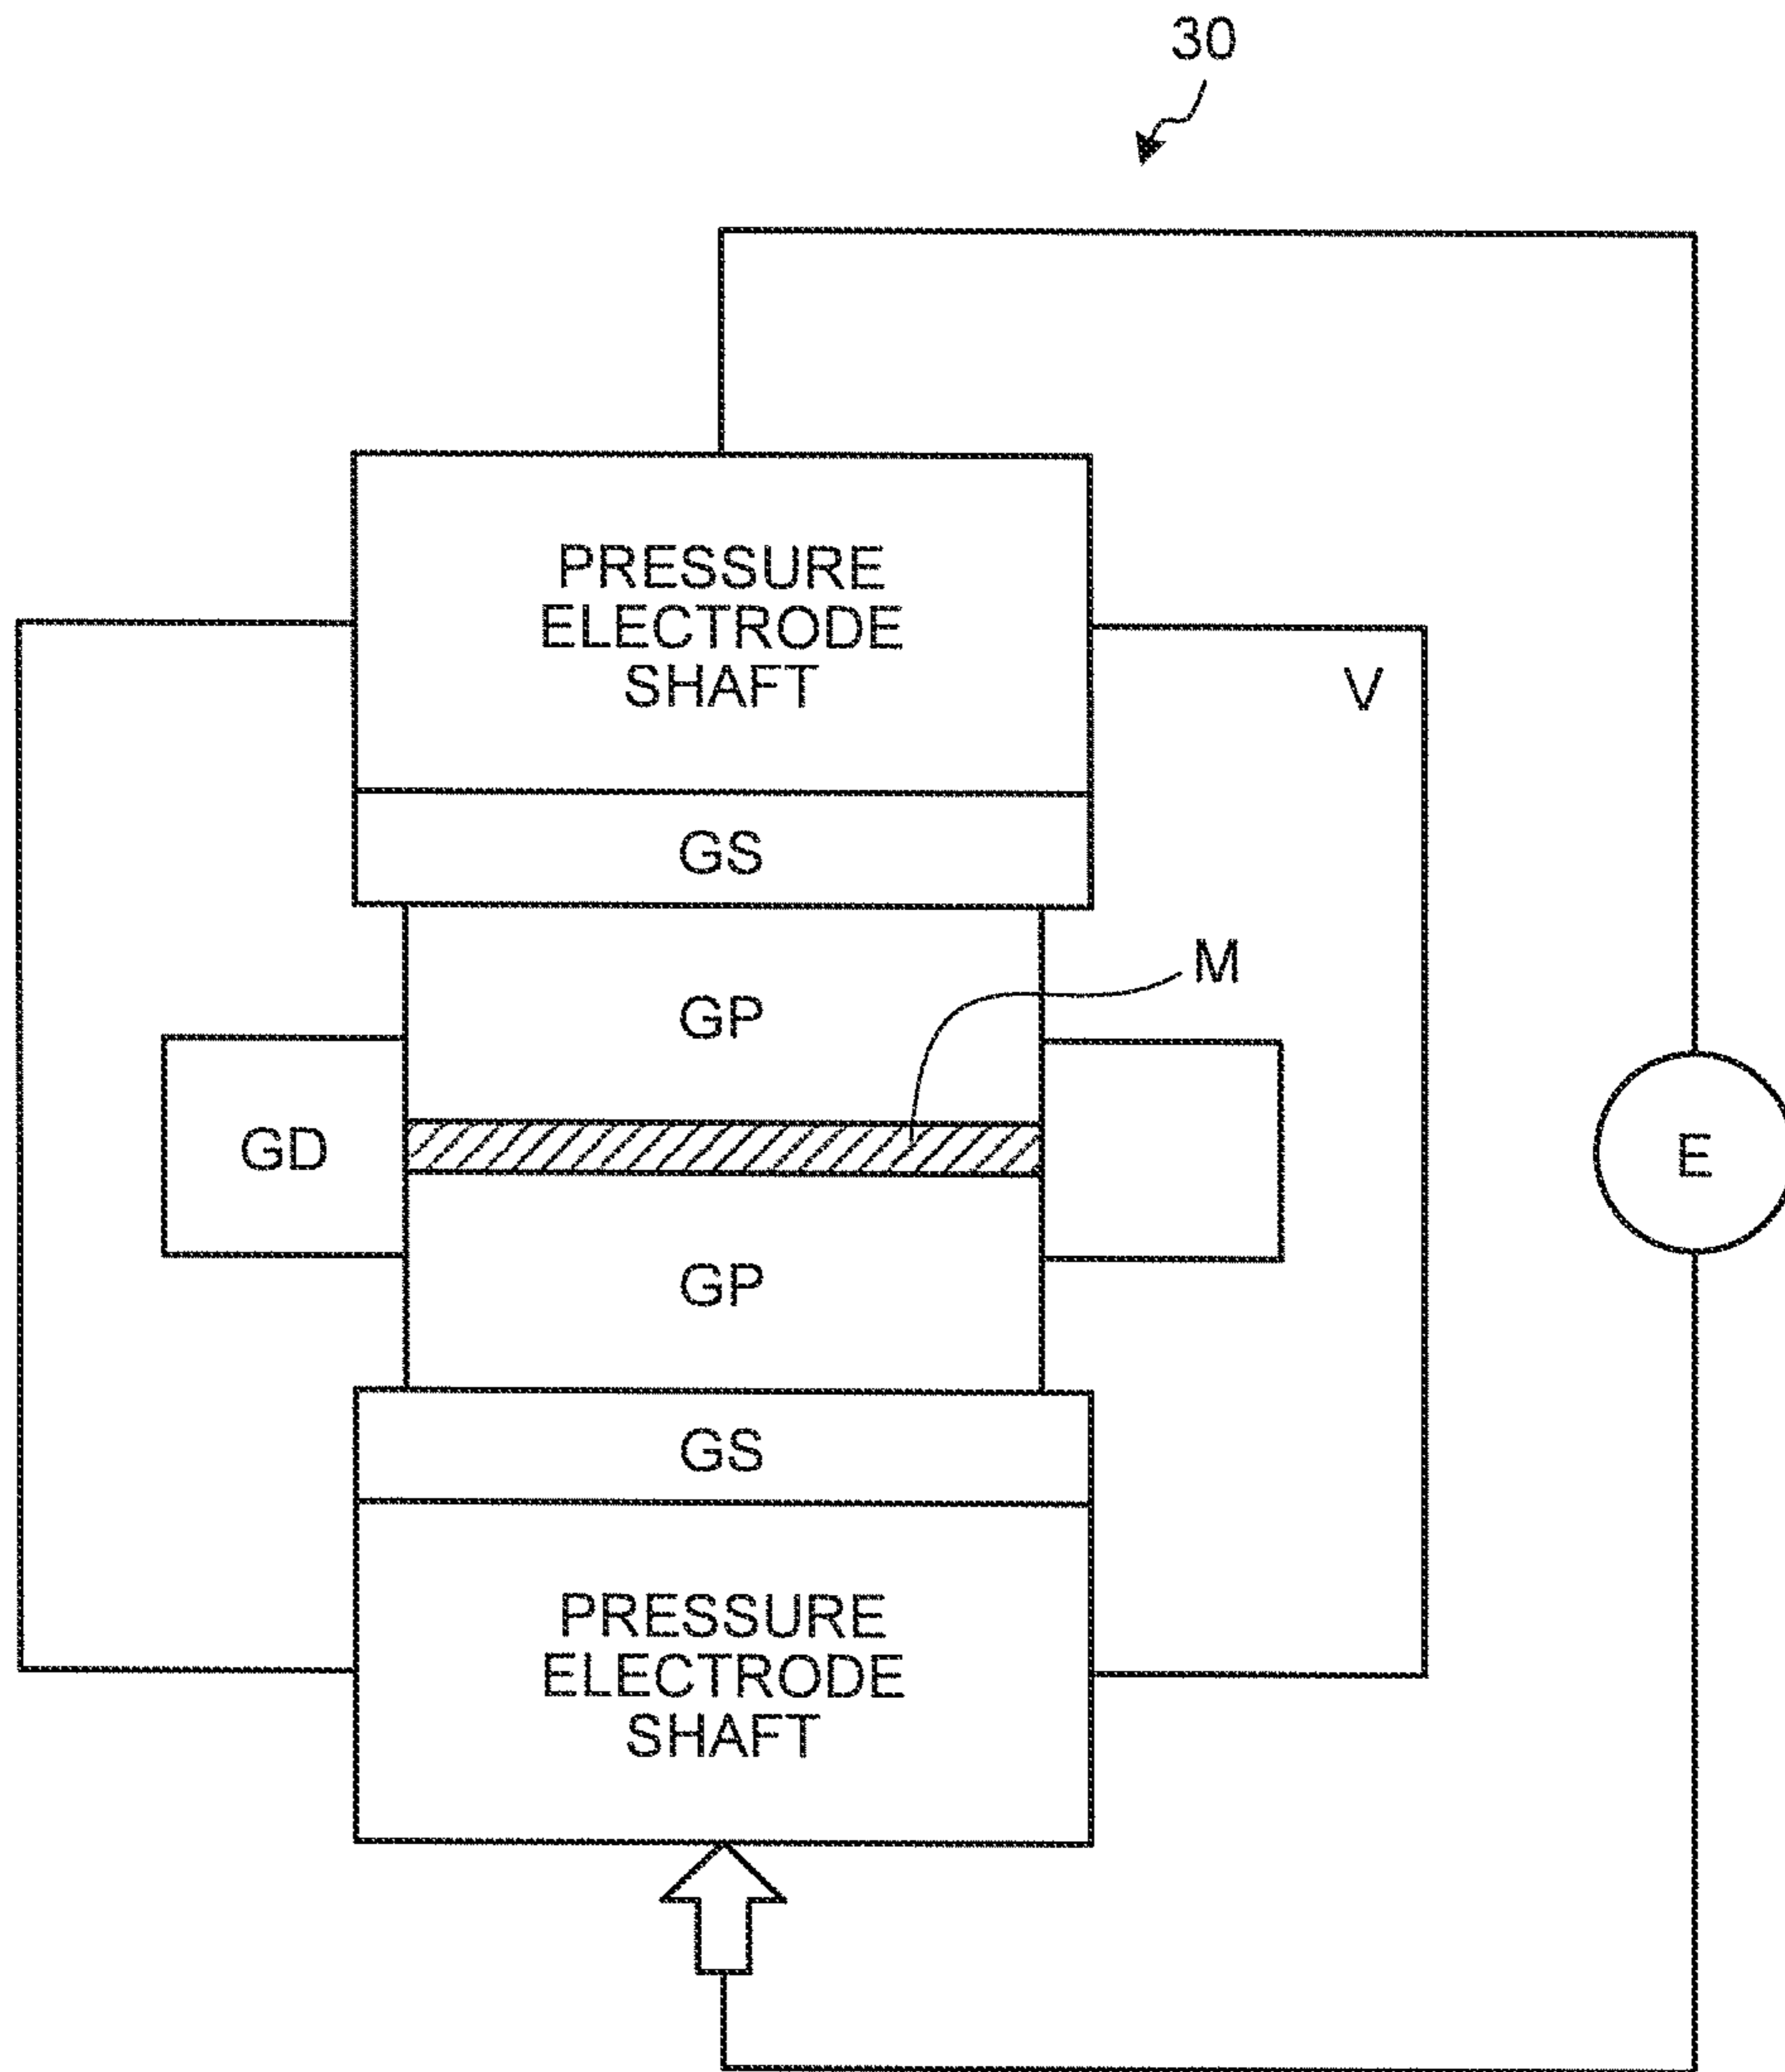 30
PRESSURE
ELECTRODE
SHAFT
V
GS
M
GP
GD
E
GP
GS
PRESSURE
ELECTRODE
SHAFT